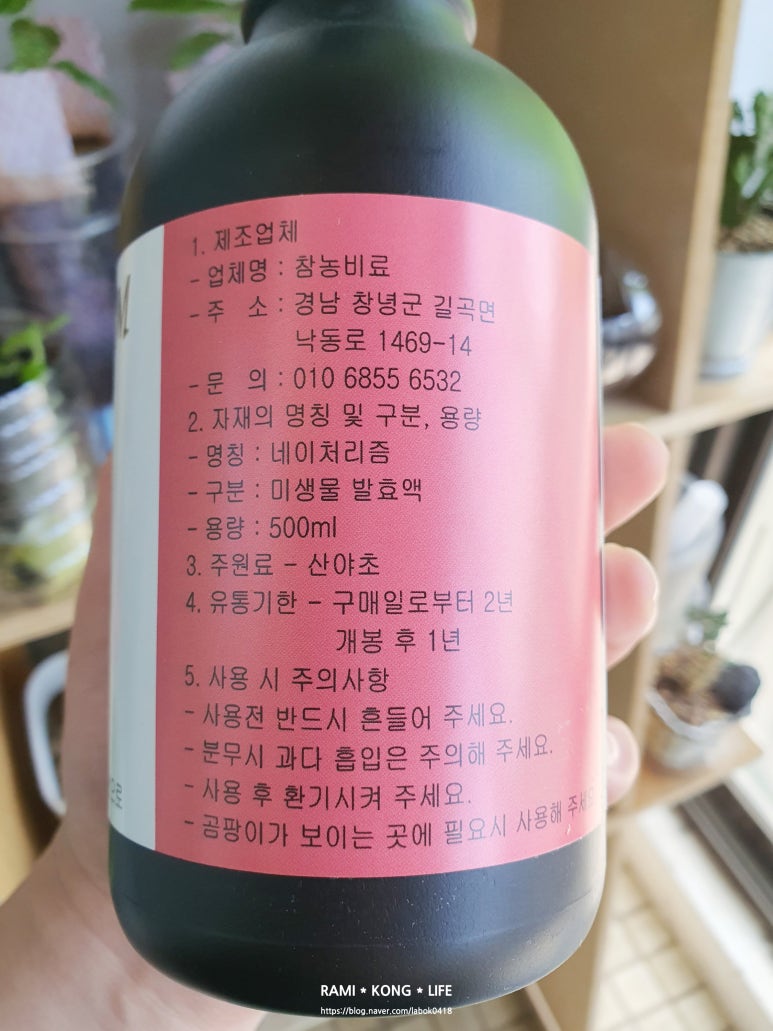 1. 제조업체
- 업체명 : 참농비료
- 주 소 : 경남 창녕군 길곡면
낙동로 1469-14
- 문 의 : 010 6855 6532
2. 자재의 명칭 및 구분, 용량
- 명칭 : 네이처리즘
- 구분 : 미생물 발효액
- 용량 : 500ml
3. 주원료 - 산야초
4. 유통기한 - 구매일로부터 2년
개봉 후 1년
5. 사용 시 주의사항
- 사용전 반드시 흔들어 주세요.
- 분무시 과다 흡입은 주의해 주세요.
- 사용 후 환기시켜 주세요.
- 곰팡이가 보이는 곳에 필요시 사용해 주세요
RAMI * KONG * LIFE
https://blog.naver.com/labok0418